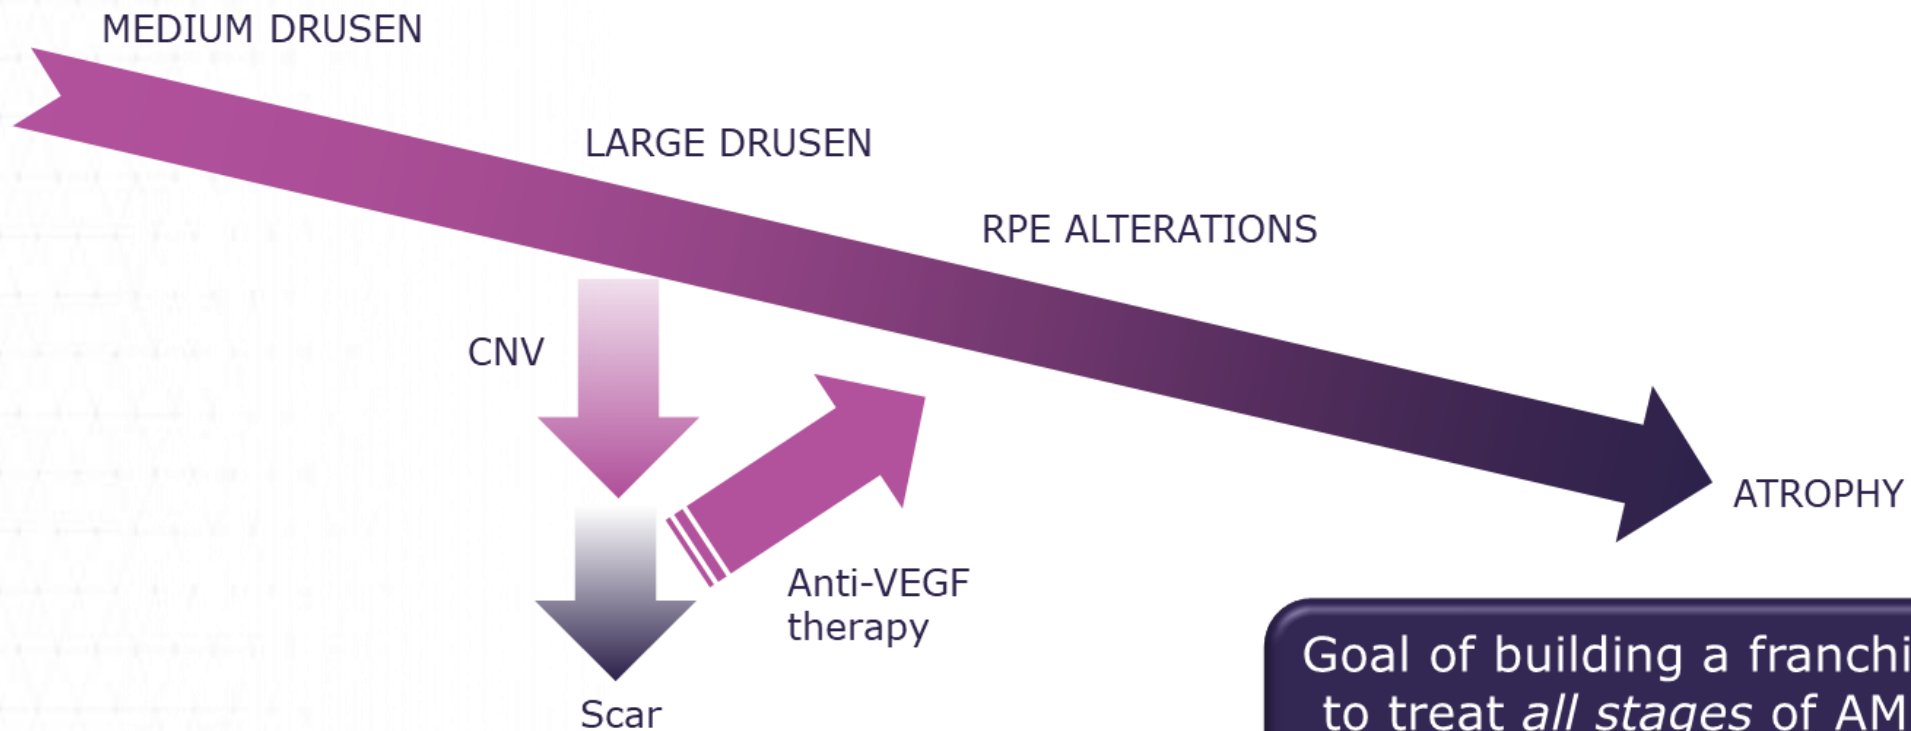 MEDIUM DRUSEN
LARGE DRUSEN
RPE ALTERATIONS
CNV
ATROPHY
Anti-VEGF
therapy
Scar
Goal of building a
to treat all stages of